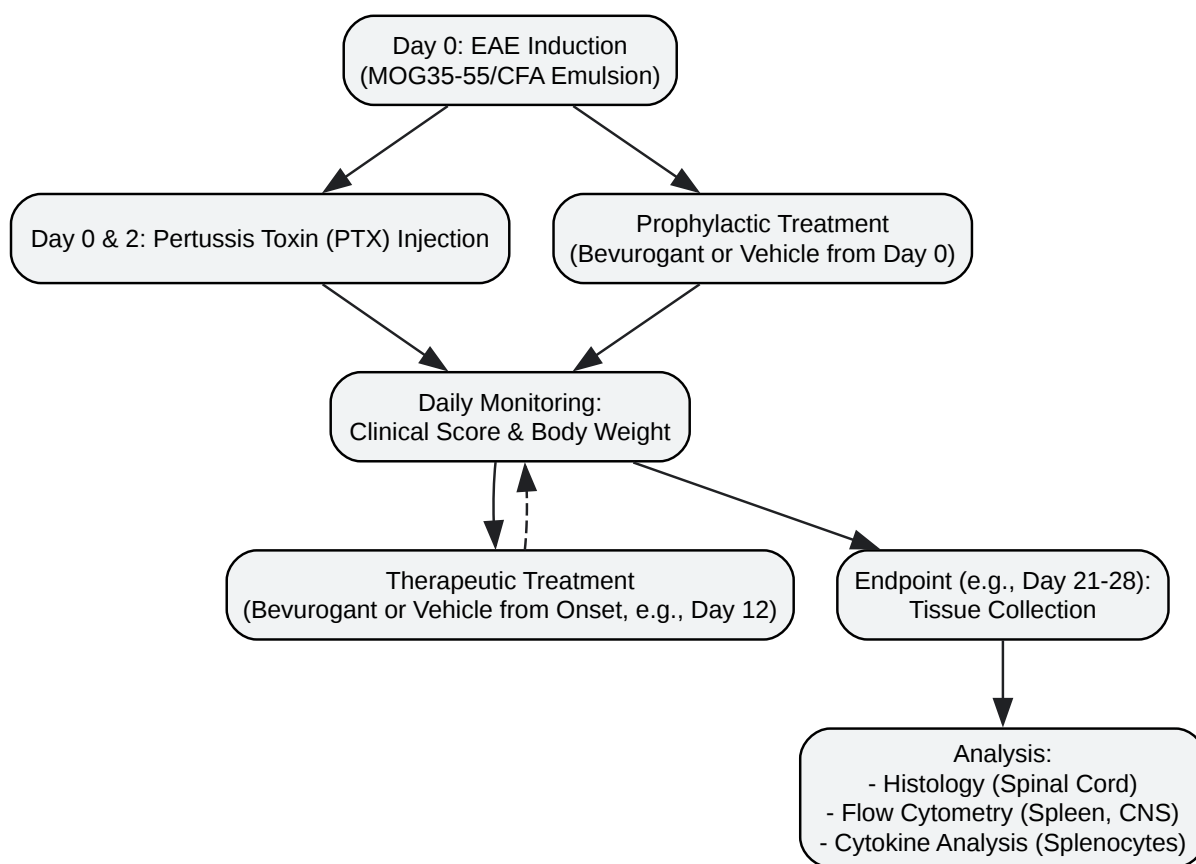 Day 0: EAE Induction
(MOG35-55/CFA Emulsion)
Day 0 & 2: Pertussis Toxin (PTX) Injection
Prophylactic Treatment
(Bevurogant or Vehicle from Day 0)
Daily Monitoring:
Clinical Score & Body Weight
Therapeutic Treatment
(Bevurogant or Vehicle from Onset, e.g., Day 12)
Endpoint (e.g., Day 21-28):
Tissue Collection
Analysis:
- Histology (Spinal Cord)
- Flow Cytometry (Spleen, CNS)
- Cytokine Analysis (Splenocytes)